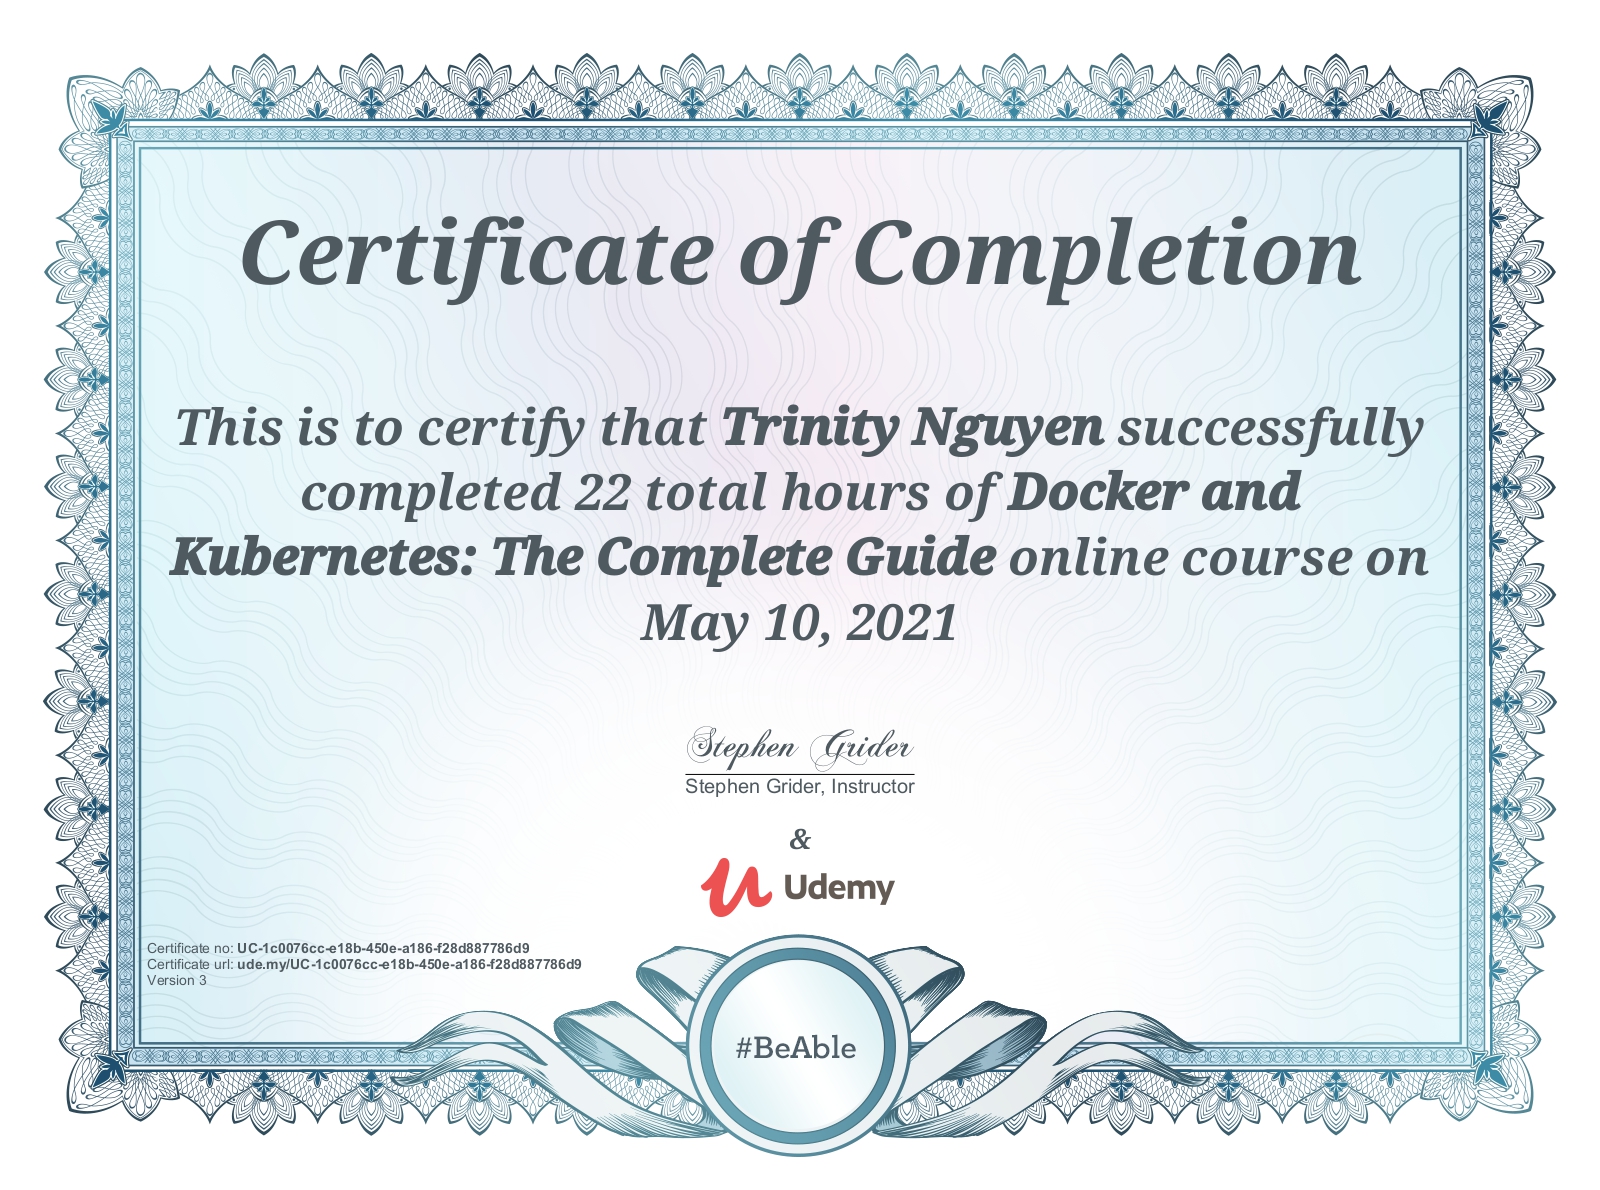 Certificate of Completion
This is to certify that Trinity Nguyen successfully
completed 22 total hours of Docker and
Kubernetes: The Complete Guide online course on
May 10, 2021
Stephen Grider
Stephen Grider, Instructor
&
Udemy
Certificate no: UC-1c0076cc-e18b-450e-a186-f28d887786d9
Certificate url: ude.my/UC-1c0076cc-e18b-450e-a186-f28d887786d9
Version 3
#BeAble